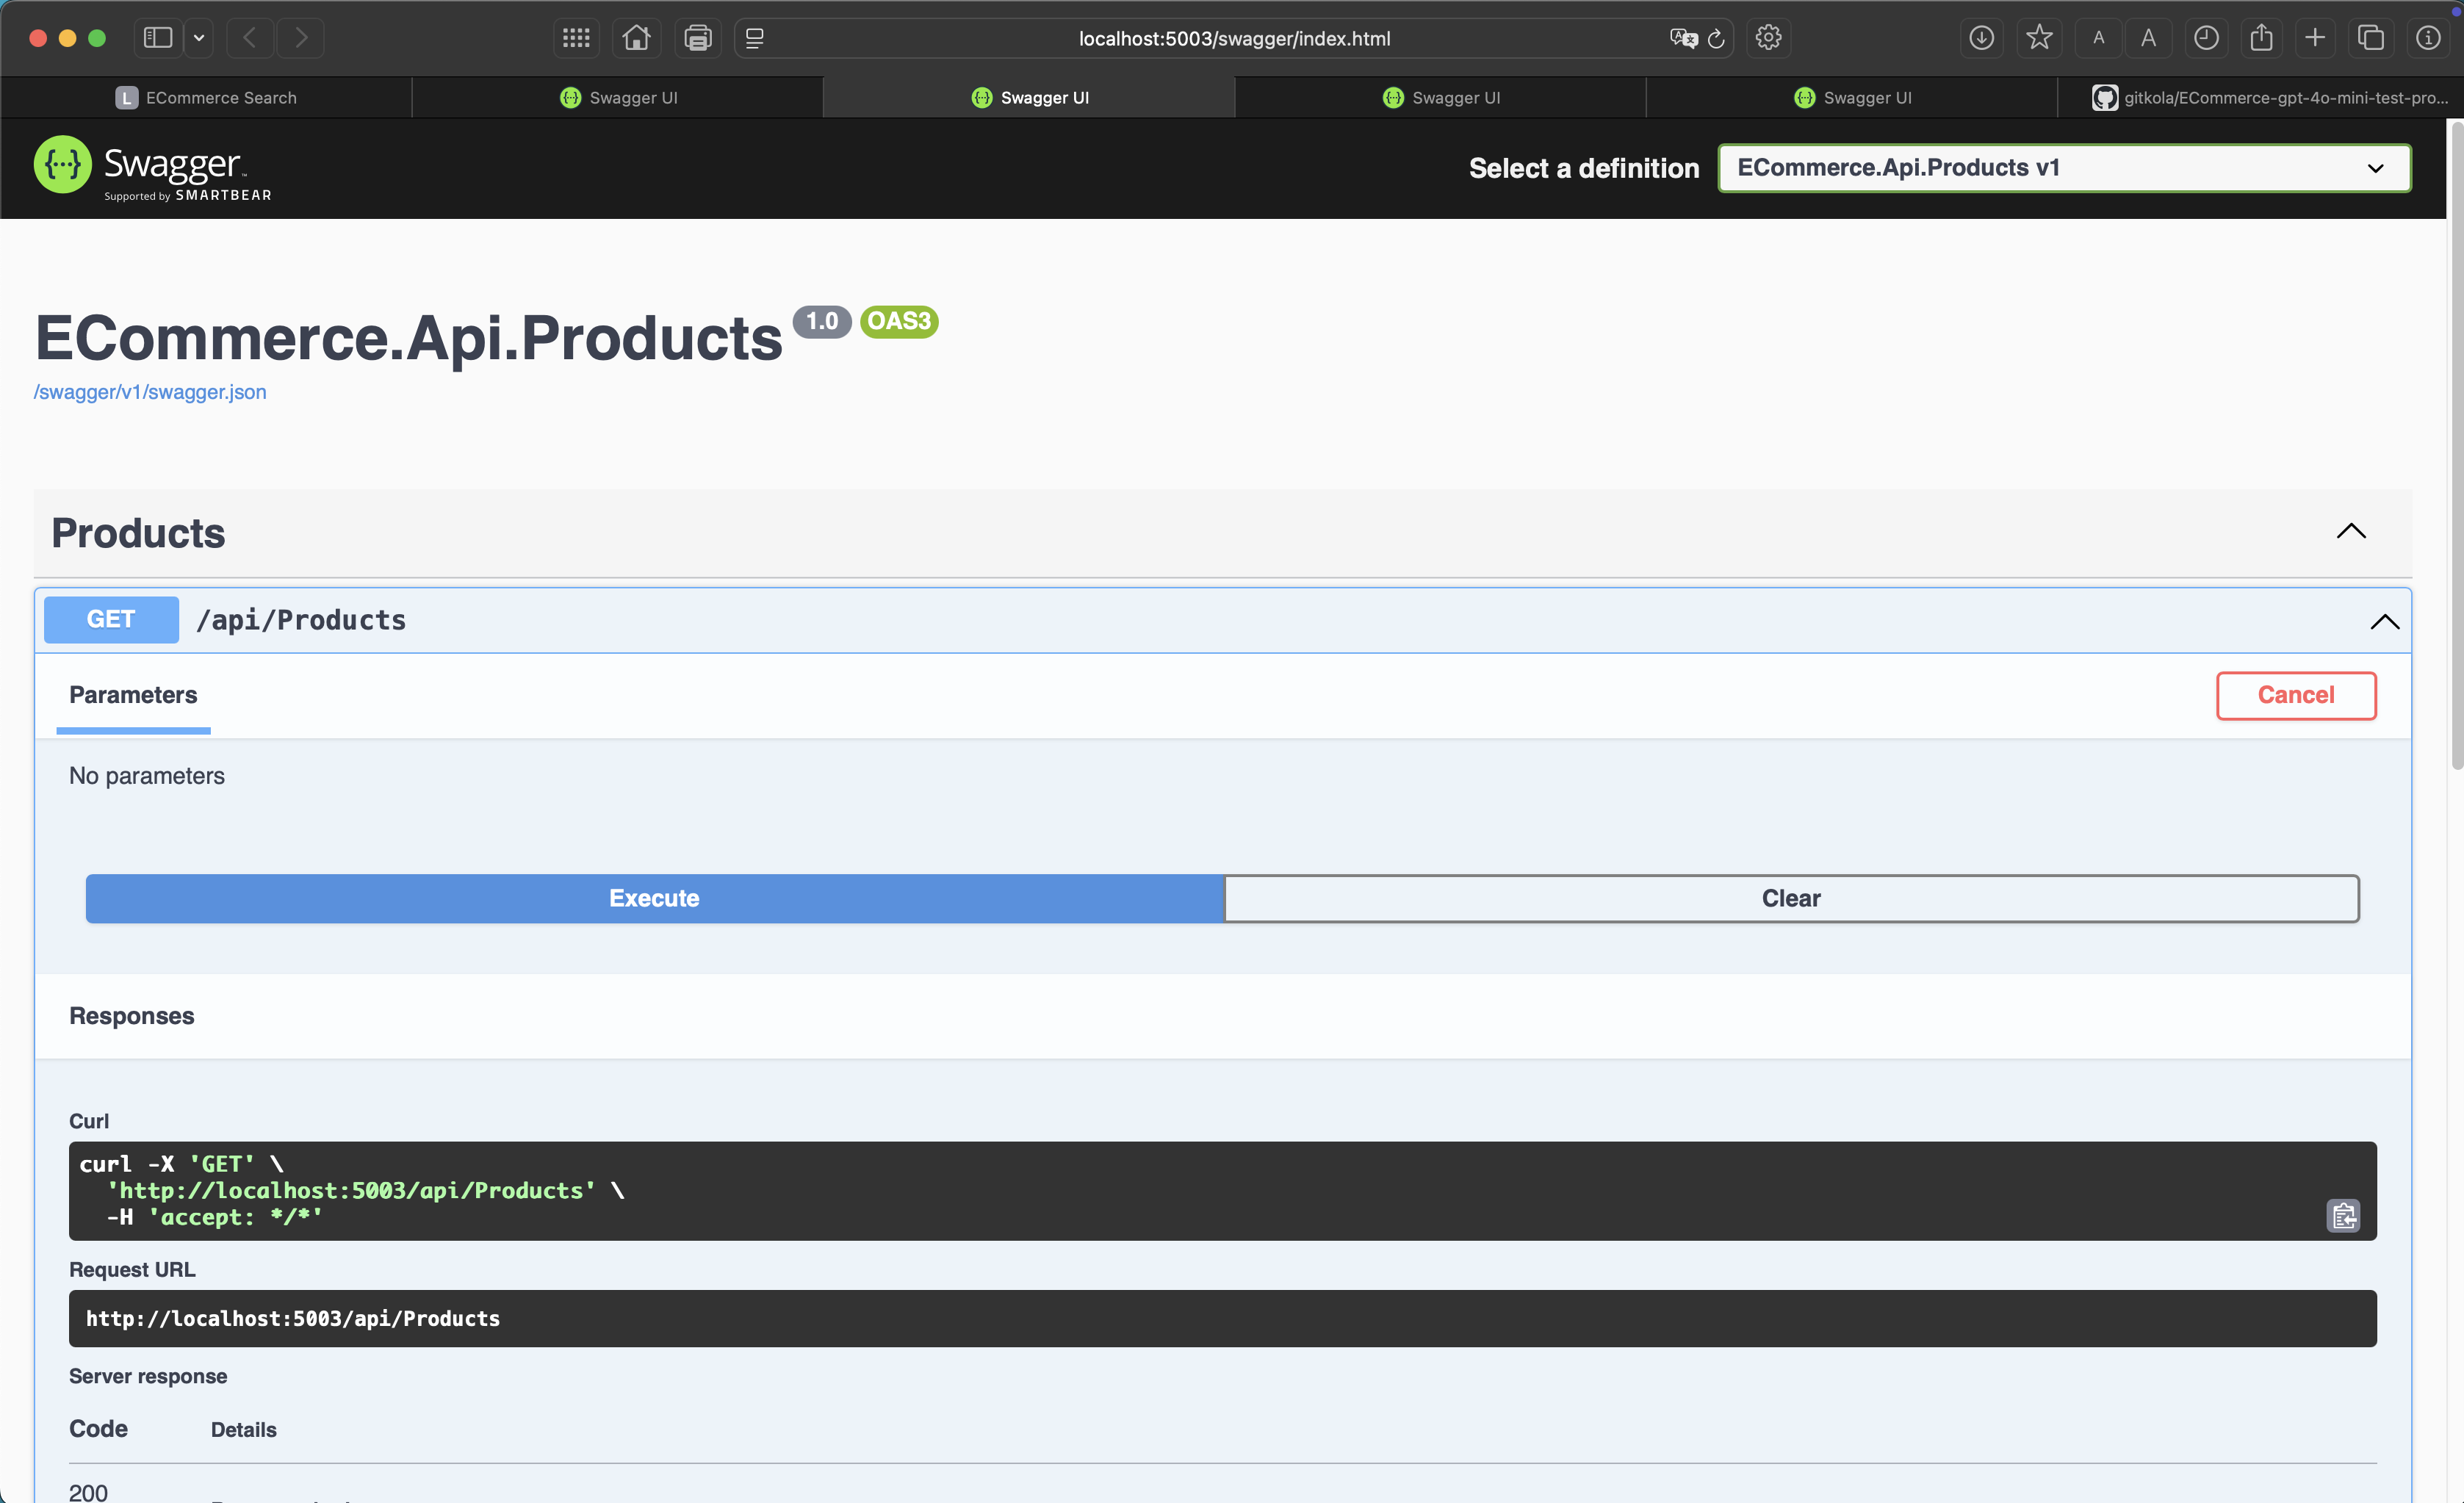 localhost:5003/swagger/index.html
L ECommerce Search
Swagger UI
Swagger UI
Swagger UI
Swagger UI
gitkola/ECommerce-gpt-4o-mini-test-pro...
{···} Swagger™
Supported by SMARTBEAR
Select a definition
ECommerce.Api.Products v1
ECommerce.Api.Products 1.0 OAS3
/swagger/v1/swagger.json
Products
GET /api/Products
Parameters
Cancel
No parameters
Execute
Clear
Responses
Curl
curl -X 'GET' \
'http://localhost:5003/api/Products' \
-H 'accept: */*'
Request URL
http://localhost:5003/api/Products
Server response
Code Details
200